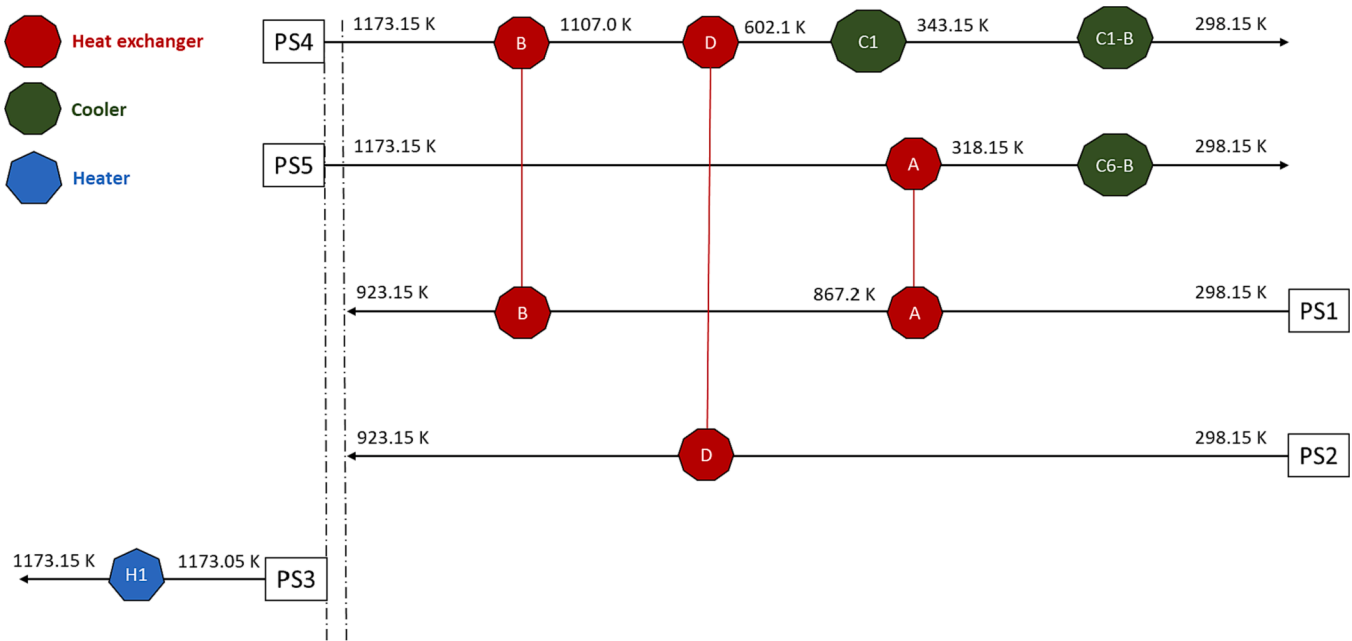 Heat exchanger
Cooler
Heater
PS4 1173.15 K B 1107.0 K D 602.1 K C1 343.15 K C1-B 298.15 K
PS5 1173.15 K A 318.15 K C6-B 298.15 K
923.15 K B 867.2 K A 298.15 K PS1
923.15 K D 298.15 K PS2
1173.15 K H1 1173.05 K PS3